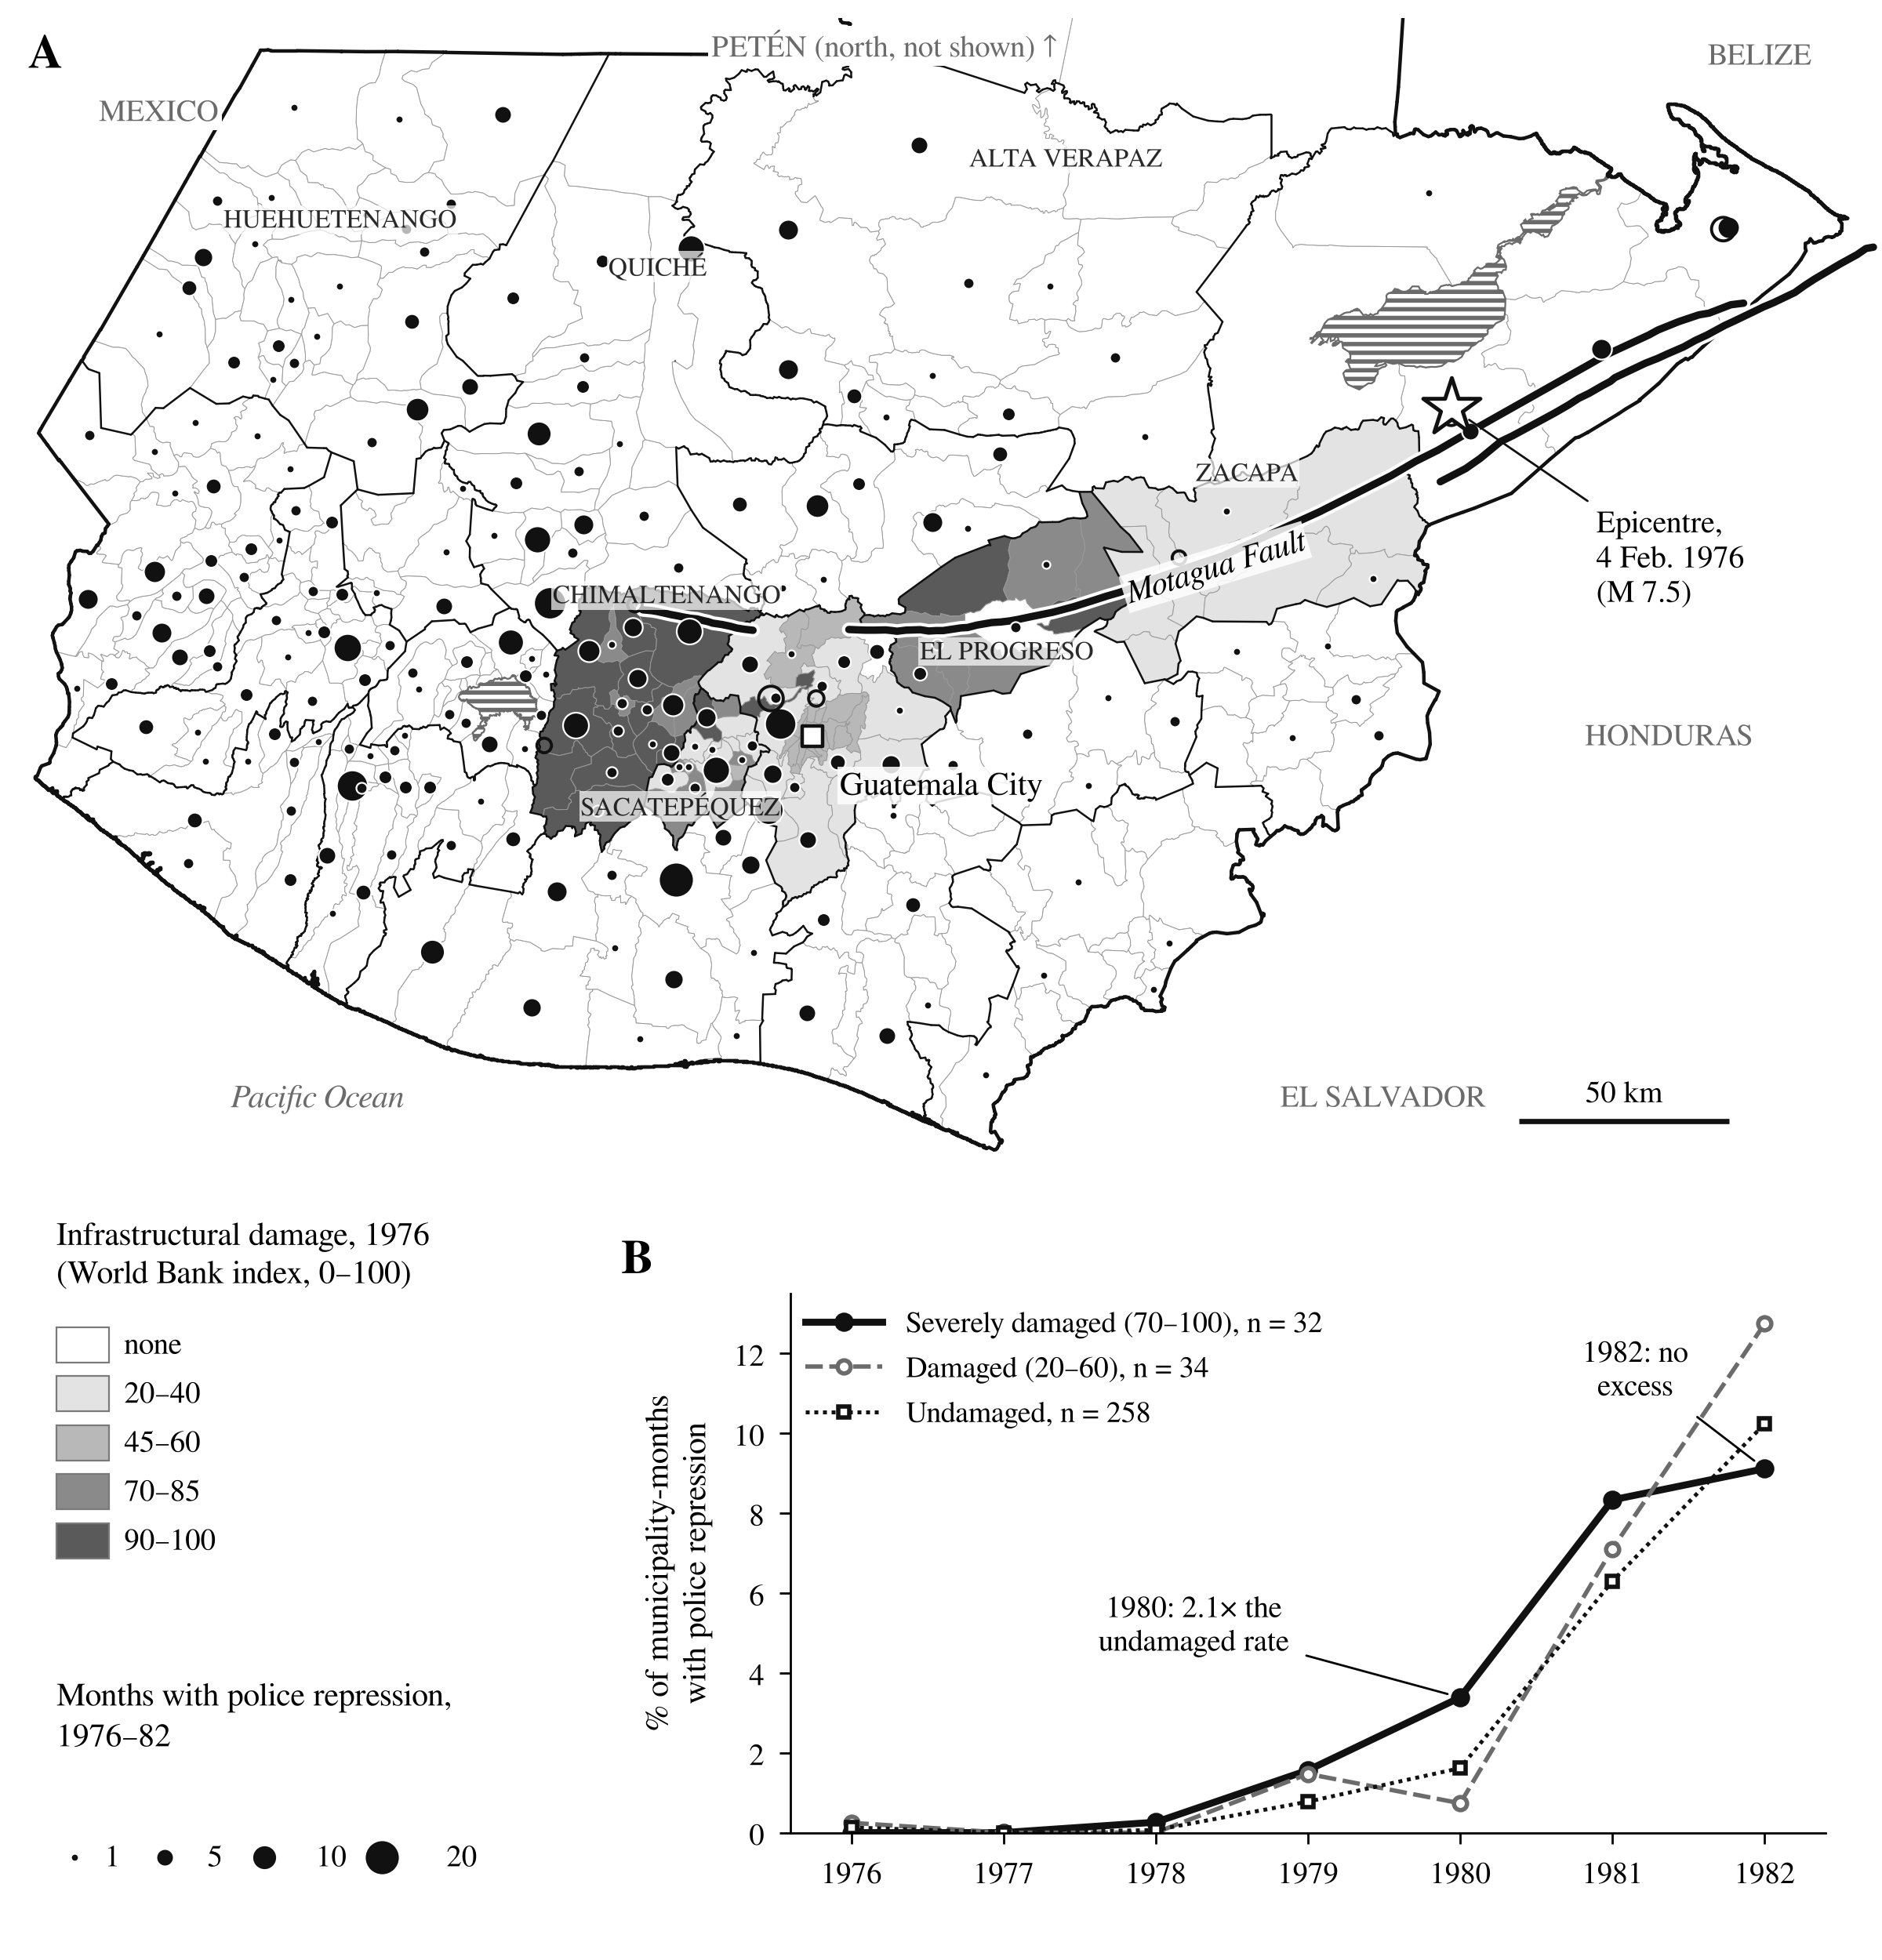 A
PETÉN (north, not shown) ↑
BELIZE
MEXICO
ALTA VERAPAZ
HUEHUETENANGO
QUICHÉ
ZACAPA
Epicentre,
4 Feb. 1976
(M 7.5)
Motagua Fault
CHIMALTENANGO
EL PROGRESO
HONDURAS
Guatemala City
SACATEPÉQUEZ
Pacific Ocean
EL SALVADOR
50 km
Infrastructural damage, 1976
(World Bank index, 0–100)
none
20–40
45–60
70–85
90–100
Months with police repression,
1976–82
1 5 10 20
B
Severely damaged (70–100), n = 32
Damaged (20–60), n = 34
Undamaged, n = 258
1982: no
excess
1980: 2.1× the
undamaged rate
% of municipality-months
with police repression
12
10
8
6
4
2
0
1976 1977 1978 1979 1980 1981 1982